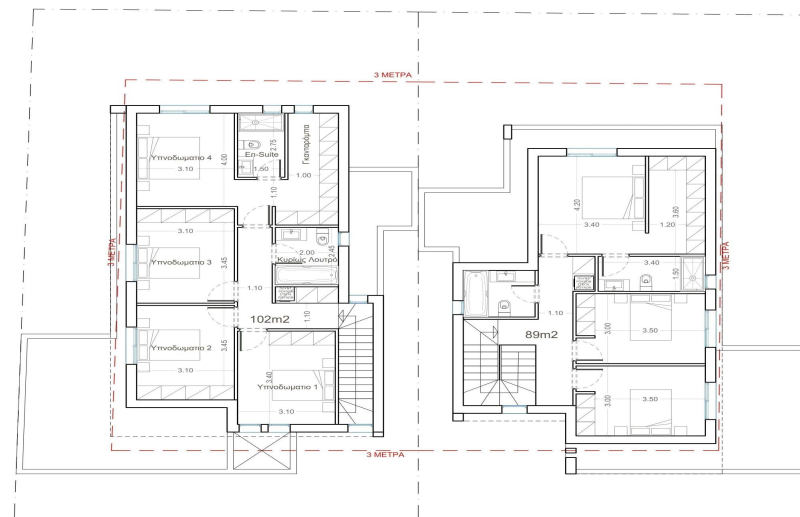 3 ΜΕΤΡΑ
Υπνοδωματιο 4
3.10
4.00
En-Suite
1.50
2.75
Γκανταρόμπα
1.00
1.10
3.10
Υπνοδωματιο 3
3.45
2.00
2.45
Κυρίως Λουτρό
1.10
1.10
102m2
Υπνοδωματιο 2
3.45
3.10
3.40
Υπνοδωματιο 1
3.10
3 ΜΕΤΡΑ
4.20
3.40
3.60
1.20
3.40
1.50
1.10
89m2
3.00
3.50
3.00
3.50
3 ΜΕΤΡΑ
3 ΜΕΤΡΑ